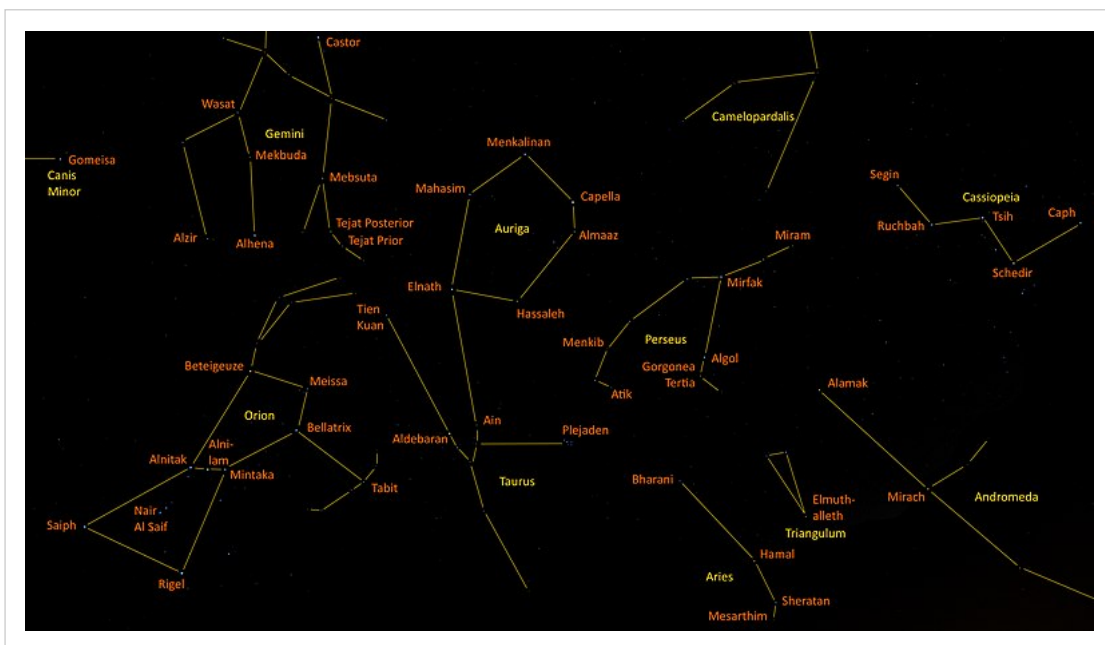 Castor
Wasat
Gemini
Mekbuda
Gomeisa
Canis
Minor
Mebsuta
Alzir
Alhena
Tejat Posterior
Tejat Prior
Menkalinan
Mahasim
Capella
Auriga
Almaaz
Elnath
Hassaleh
Camelopardalis
Segin
Cassiopeia
Tsih
Caph
Ruchbah
Schedir
Miram
Mirfak
Menkib
Perseus
Algol
Gorgonea
Tertia
Atik
Tien
Kuan
Beteigeuze
Meissa
Orion
Bellatrix
Alnitak
Alni-
lam
Mintaka
Tabit
Nair
Al Saif
Saiph
Rigel
Ain
Aldebaran
Plejaden
Taurus
Alamak
Mirach
Andromeda
Bharani
Elmuth-
alleth
Triangulum
Hamal
Aries
Sheratan
Mesarthim